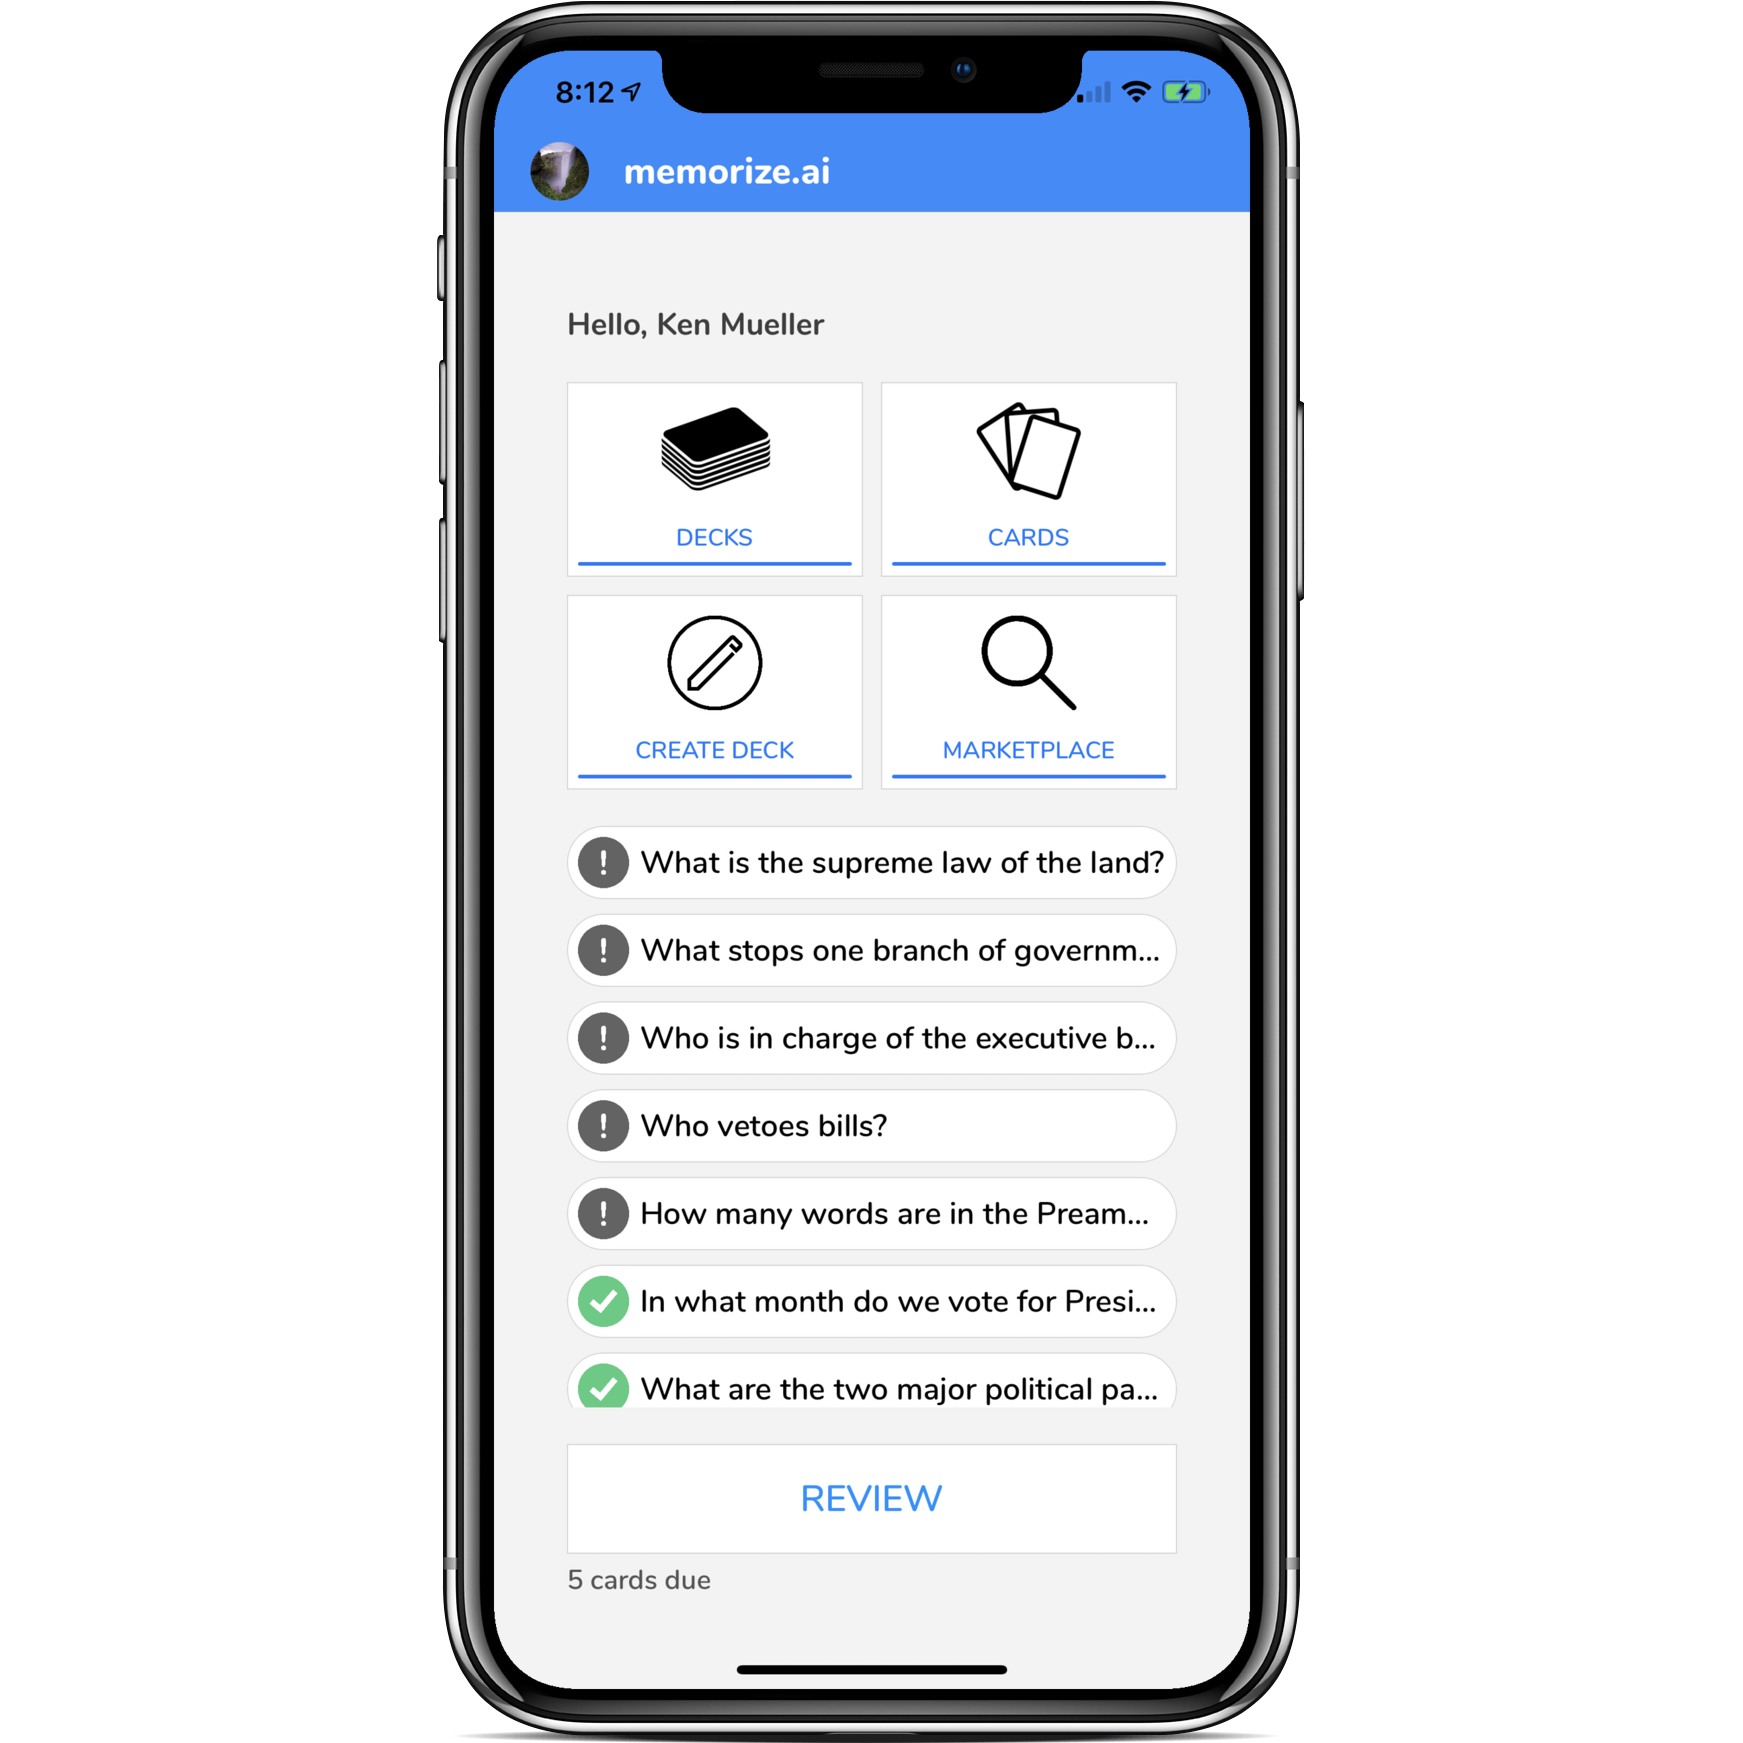 8:12
memorize.ai
Hello, Ken Mueller
DECKS
CARDS
CREATE DECK
MARKETPLACE
! What is the supreme law of the land?
! What stops one branch of governm...
! Who is in charge of the executive b...
! Who vetoes bills?
! How many words are in the Pream...
In what month do we vote for Presi...
What are the two major political pa...
REVIEW
5 cards due